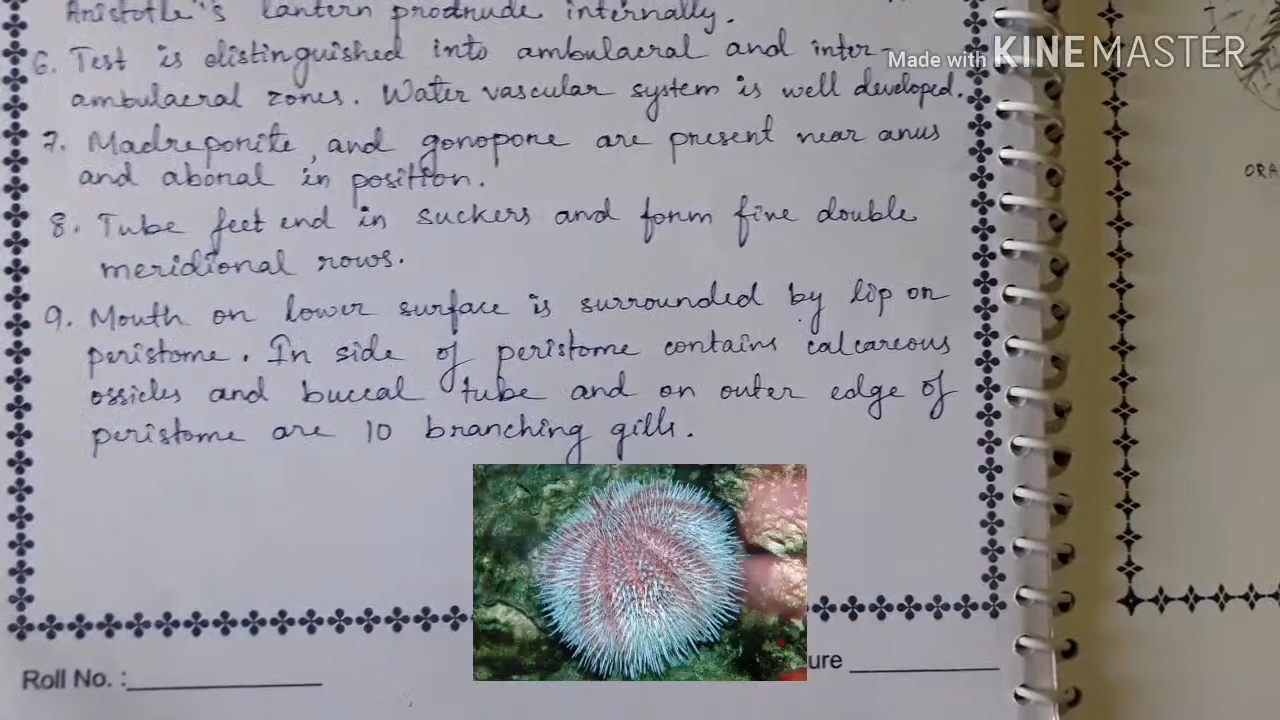 Aristotle's lantern protrude internally.
6. Test is distinguished into ambulacral and inter-
ambulacral zones. Water vascular system is well developed.
7. Madreporite, and gonopore are present near anus
and aboral in position.
8. Tube feet end in suckers and form five double
meridional rows.
9. Mouth on lower surface is surrounded by lip on
peristome. In side of peristome contains calcareous
ossicles and buccal tube and on outer edge of
peristome are 10 branching gills.
Roll No. :
ure
Made with KINEMASTER
ORA